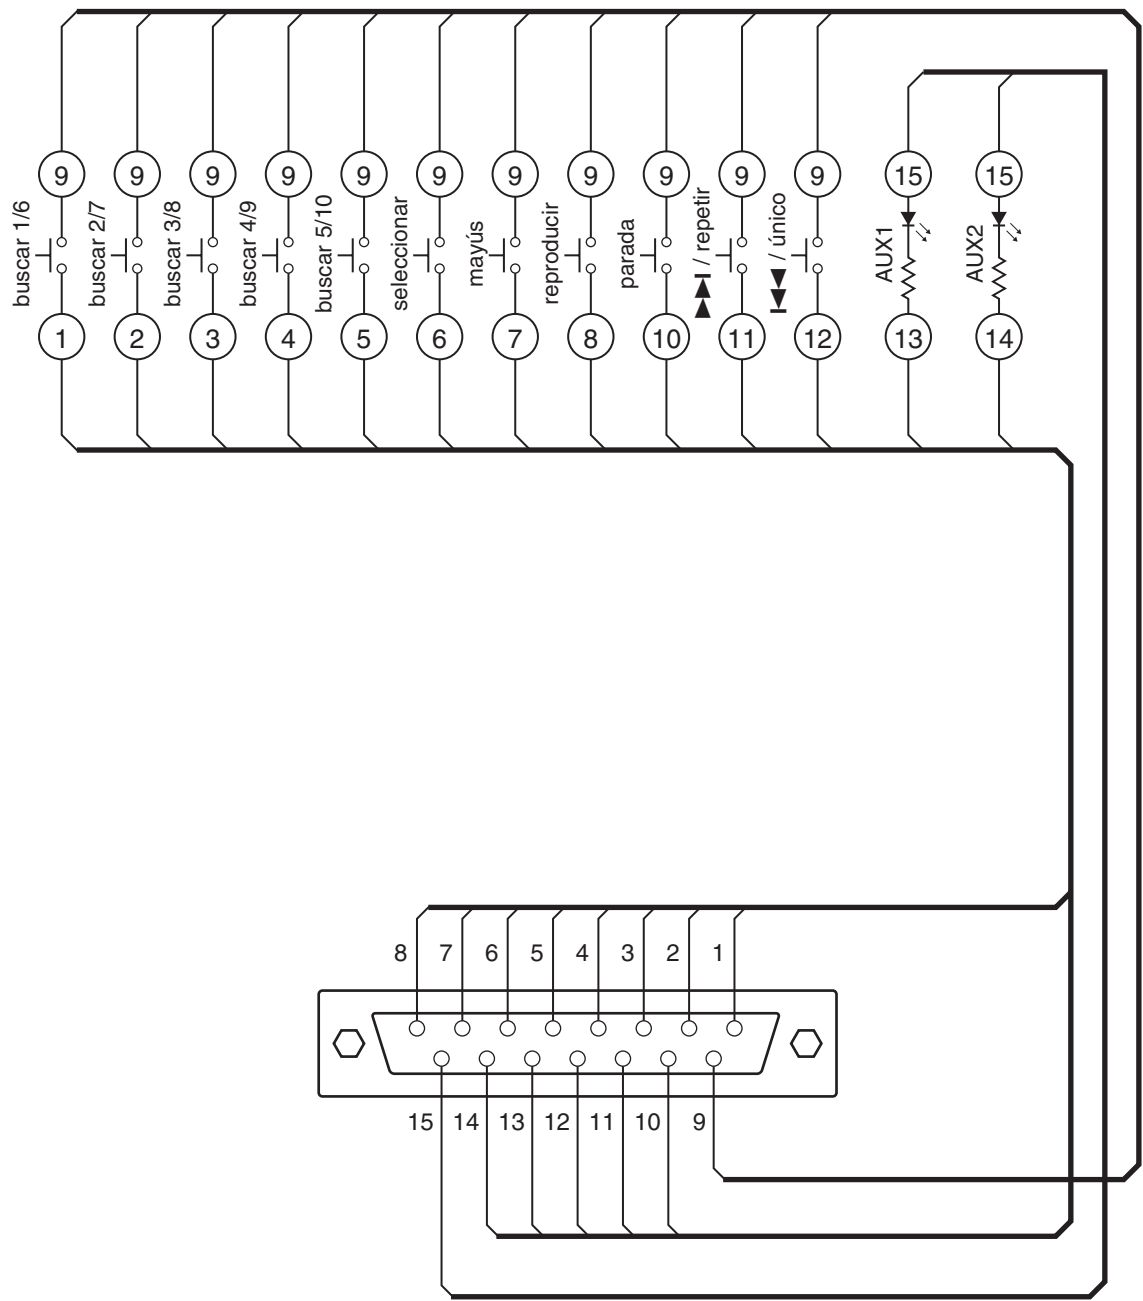 9 9 9 9 9 9 9 9 9 9 9 15 15
buscar 1/6
buscar 2/7
buscar 3/8
buscar 4/9
buscar 5/10
seleccionar
mayús
reproducir
parada
/ repetir
/ único
AUX1
AUX2
1 2 3 4 5 6 7 8 10 11 12 13 14
8 7 6 5 4 3 2 1
15 14 13 12 11 10 9